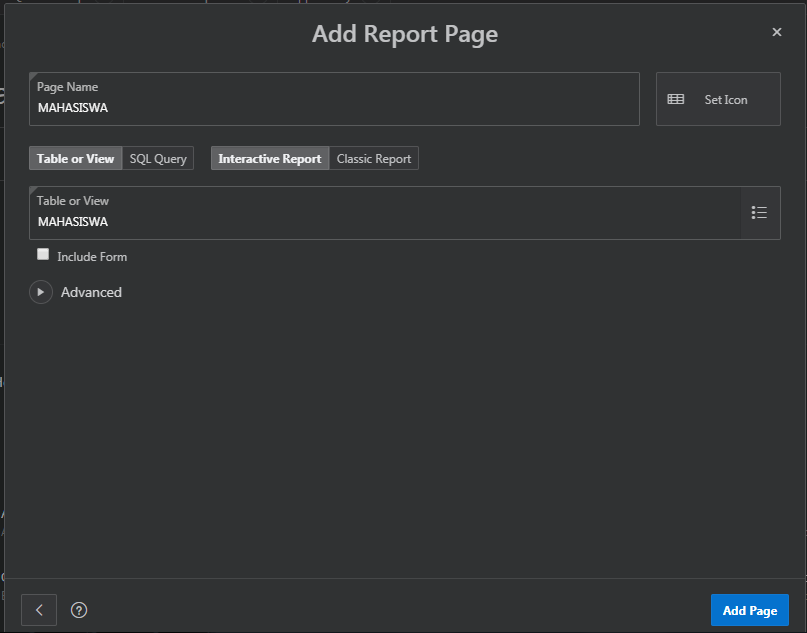 Add Report Page
Page Name
MAHASISWA
Set Icon
Table or View SQL Query Interactive Report Classic Report
Table or View
MAHASISWA
Include Form
Advanced
Add Page